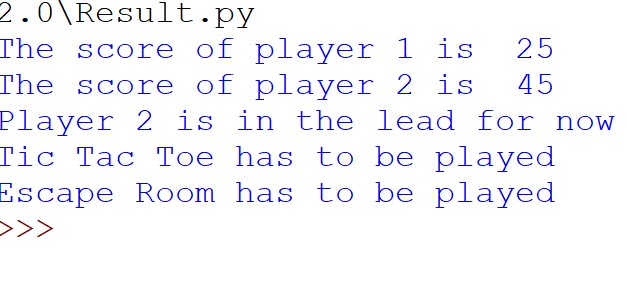 2.0\Result.py
The score of player 1 is  25
The score of player 2 is  45
Player 2 is in the lead for now
Tic Tac Toe has to be played
Escape Room has to be played
>>>